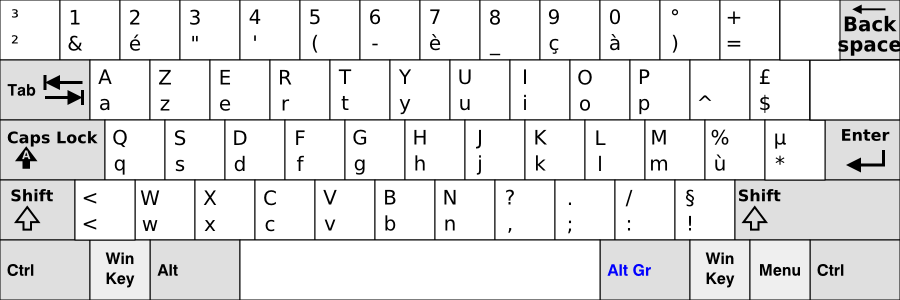 ³ 1 2 3 4 5 6 7 8 9 0 ° + Back
² & é " ' ( - è _ ç à ) = space
Tab A Z E R T Y U I O P £
a z e r t y u i o p ^ $
Caps Lock Q S D F G H J K L M % µ Enter
A q s d f g h j k l m ù *
Shift < W X C V B N ? . / § Shift
< w x c v b n , ; : !
Ctrl Win Key Alt Alt Gr Win Key Menu Ctrl